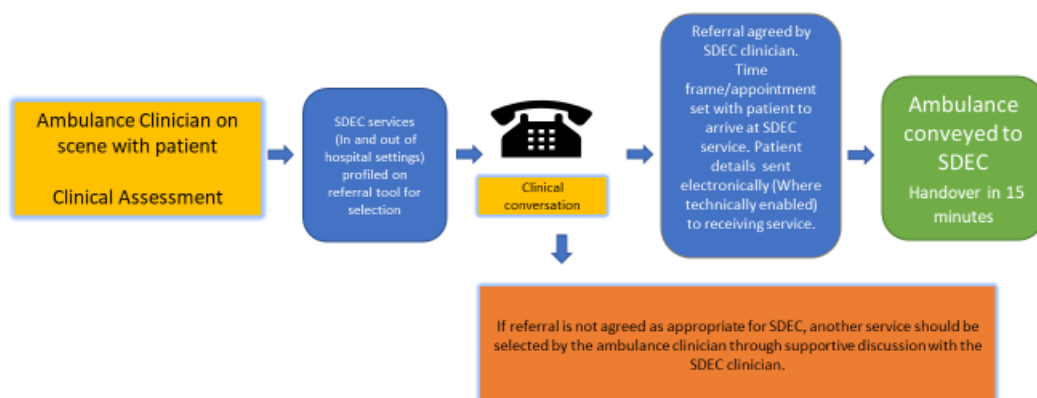 Ambulance Clinician on
scene with patient
Clinical Assessment
SDEC services
(In and out of
hospital settings)
profiled on
referral tool for
selection
Clinical
conversation
Referral agreed by
SDEC clinician.
Time
frame/appointment
set with patient to
arrive at SDEC
service. Patient
details sent
electronically (Where
technically enabled)
to receiving service.
Ambulance
conveyed to
SDEC
Handover in 15
minutes
If referral is not agreed as appropriate for SDEC, another service should be
selected by the ambulance clinician through supportive discussion with the
SDEC clinician.